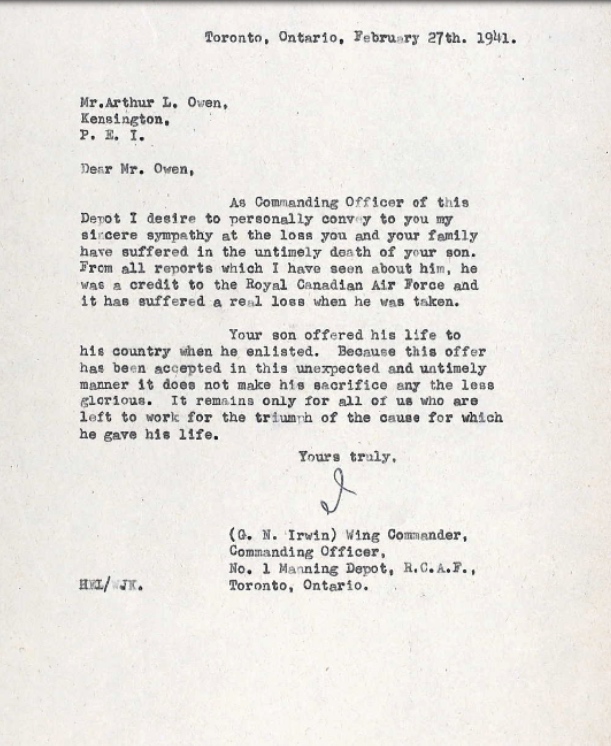 Toronto, Ontario, February 27th. 1941.
Mr.Arthur L. Owen,
Kensington,
P. E. I.
Dear Mr. Owen,
As Commanding Officer of this
Depot I desire to personally convey to you my
sincere sympathy at the loss you and your family
have suffered in the untimely death of your son.
From all reports which I have seen about him, he
was a credit to the Royal Canadian Air Force and
it has suffered a real loss when he was taken.
Your son offered his life to
his country when he enlisted. Because this offer
has been accepted in this unexpected and untimely
manner it does not make his sacrifice any the less
glorious. It remains only for all of us who are
left to work for the triumph of the cause for which
he gave his life.
Yours truly,
(G. N. Irwin) Wing Commander,
Commanding Officer,
No. 1 Manning Depot, R.C.A.F.,
Toronto, Ontario.